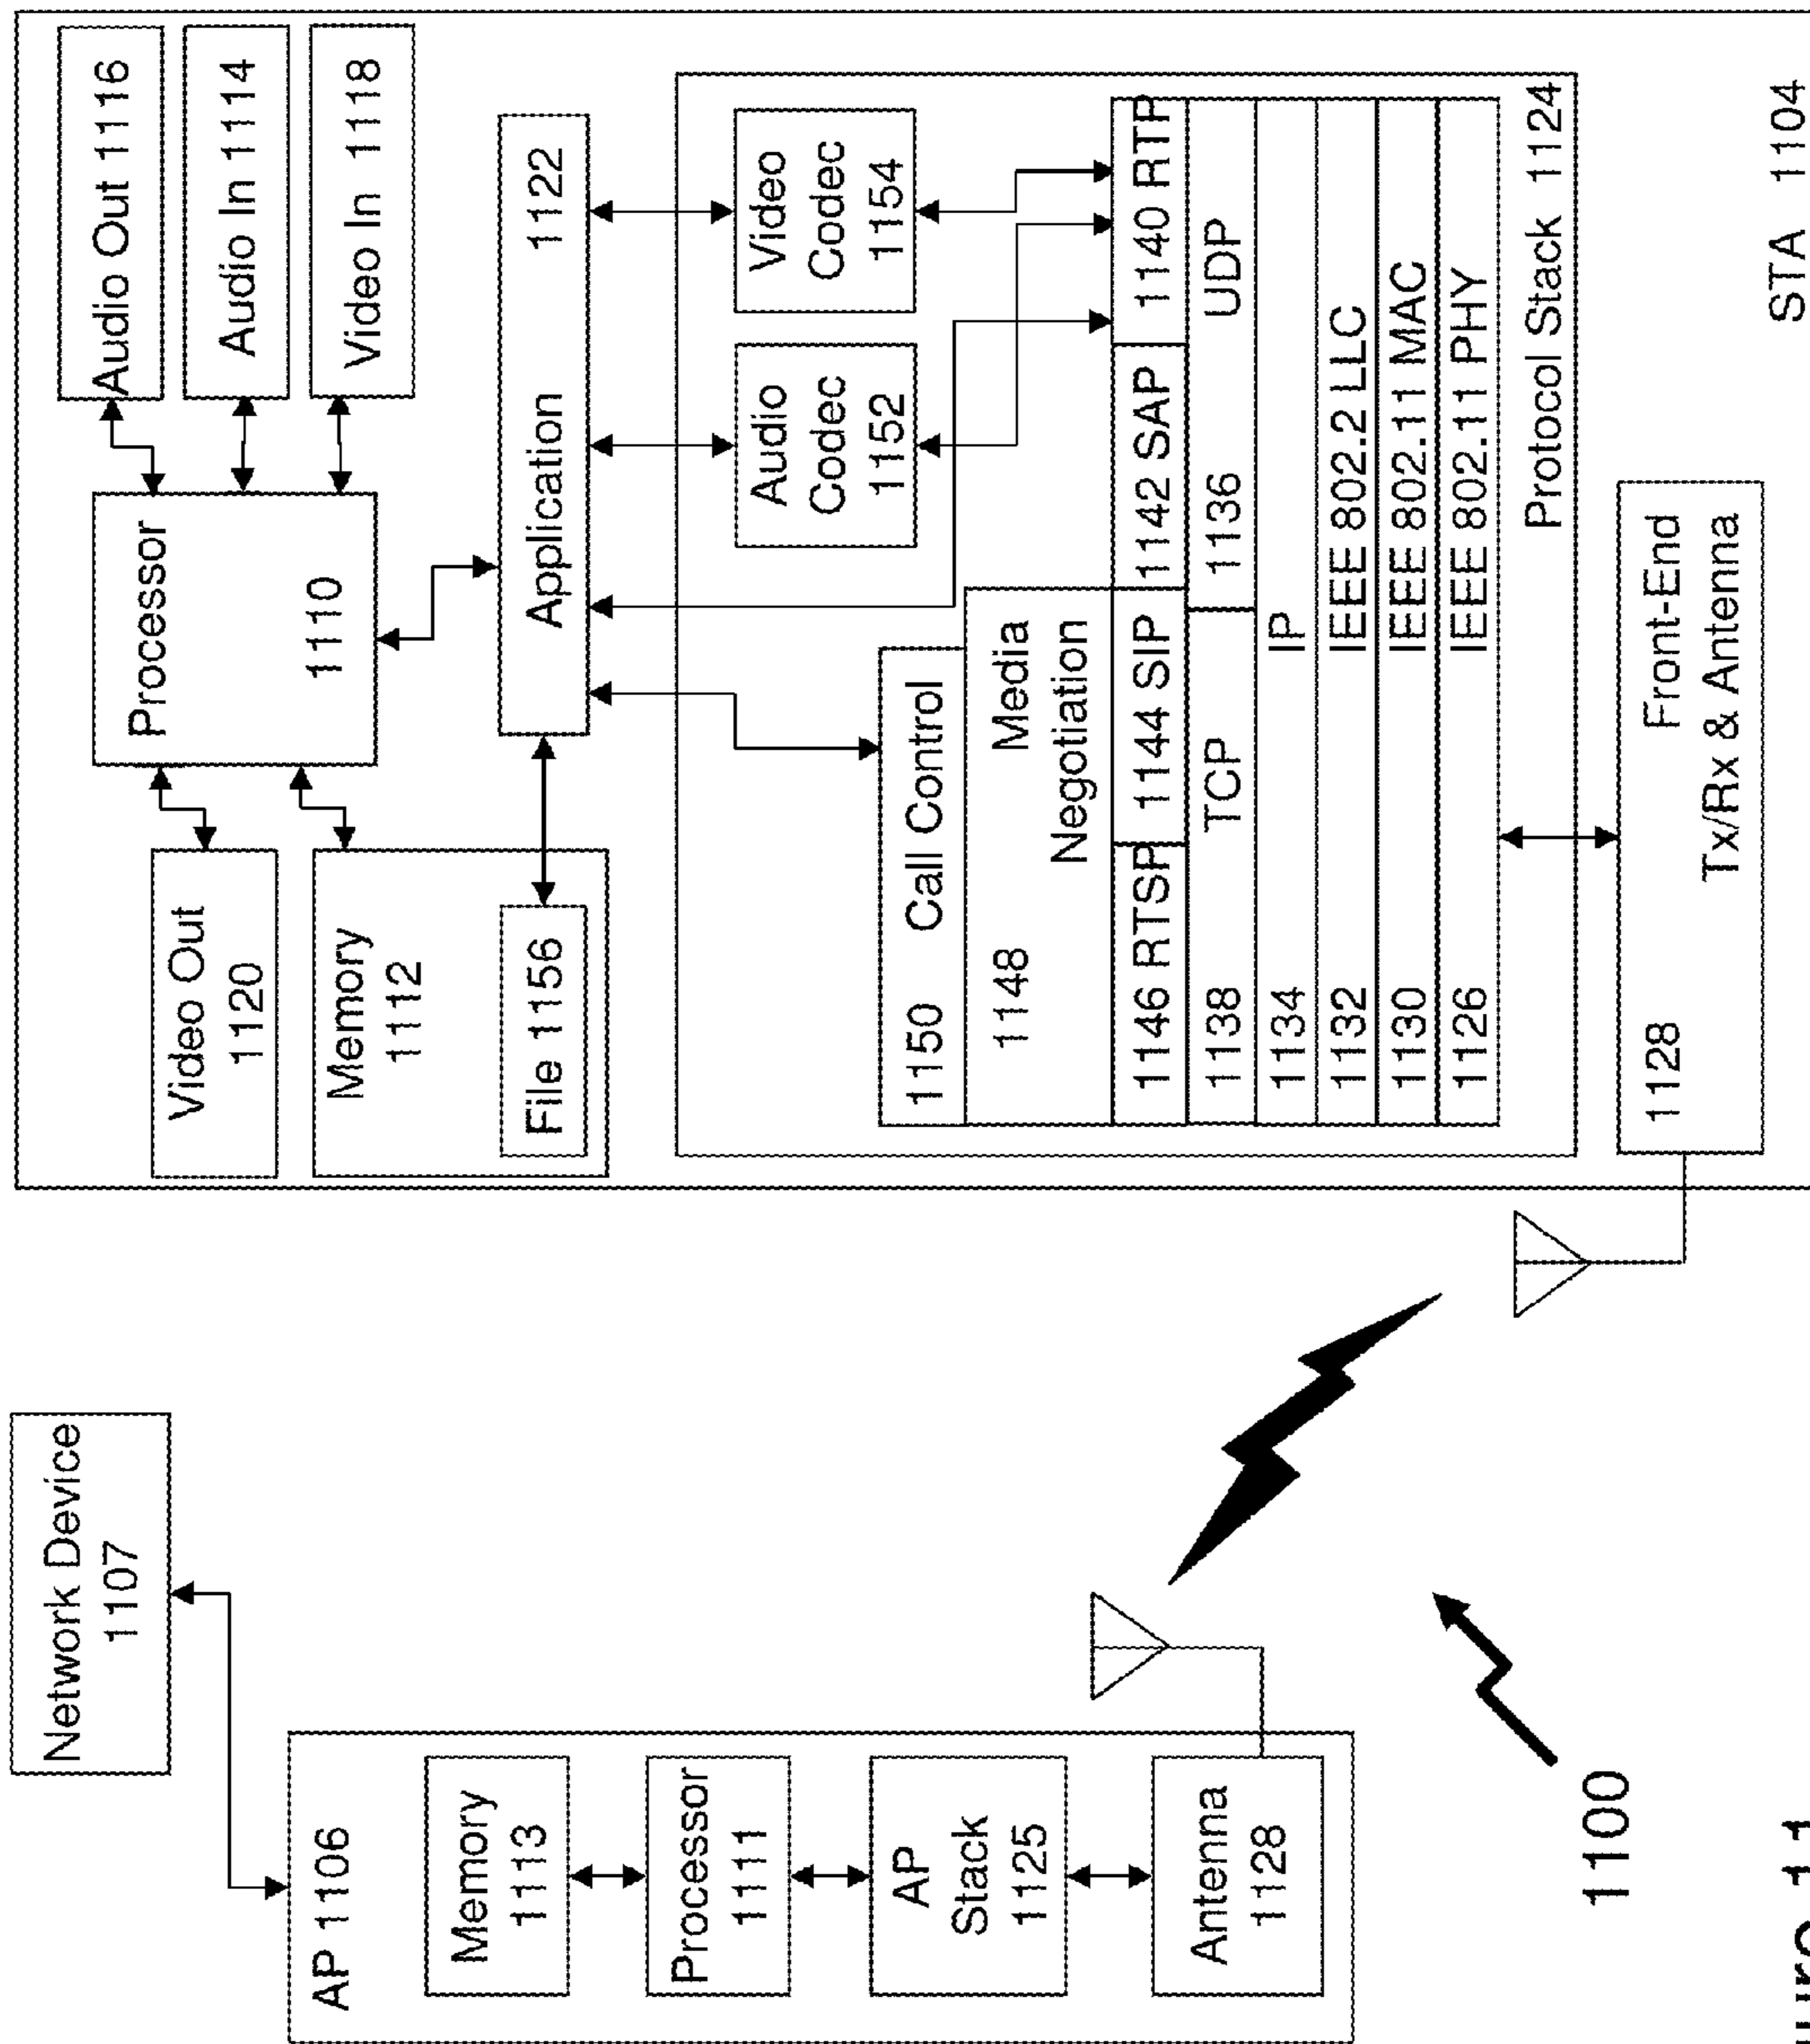 Network Device
1107
AP 1106
Memory
1113
Processor
1111
AP
Stack
1125
Antenna
1128
1100
Video Out
1120
Memory
1112
File 1156
Processor
1110
Audio Out 1116
Audio In 1114
Video In 1118
Application 1122
Audio
Codec
1152
Video
Codec
1154
1150 Call Control
Media
1148
Negotiation
1146 RTSP 1144 SIP 1142 SAP 1140 RTP
1138 TCP 1136 UDP
1134 IP
1132 IEEE 802.2 LLC
1130 IEEE 802.11 MAC
1126 IEEE 802.11 PHY
Protocol Stack 1124
Front-End
1128
Tx/Rx & Antenna
STA 1104